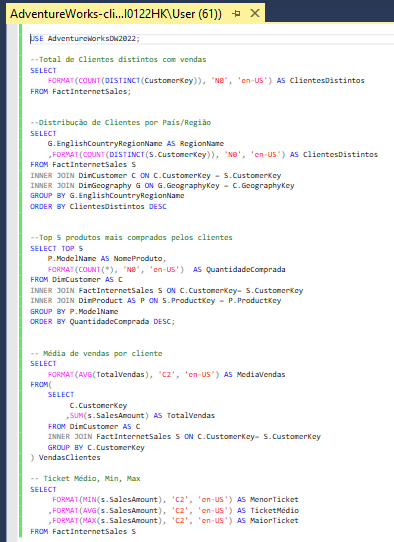 AdventureWorks-cli...I0122HK\User (61))
USE AdventureWorksDW2022;
--Total de Clientes distintos com vendas
SELECT
FORMAT(COUNT(DISTINCT(CustomerKey)), 'N0', 'en-US') AS ClientesDistintos
FROM FactInternetSales;
--Distribuição de Clientes por País/Região
SELECT
G.EnglishCountryRegionName AS RegionName
,FORMAT(COUNT(DISTINCT(S.CustomerKey)), 'N0', 'en-US') AS ClientesDistintos
FROM FactInternetSales S
INNER JOIN DimCustomer C ON C.CustomerKey = S.CustomerKey
INNER JOIN DimGeography G ON G.GeographyKey = C.GeographyKey
GROUP BY G.EnglishCountryRegionName
ORDER BY ClientesDistintos DESC
--Top 5 produtos mais comprados pelos clientes
SELECT TOP 5
P.ModelName AS NomeProduto,
FORMAT(COUNT(*), 'N0', 'en-US') AS QuantidadeComprada
FROM DimCustomer AS C
INNER JOIN FactInternetSales S ON C.CustomerKey= S.CustomerKey
INNER JOIN DimProduct AS P ON S.ProductKey = P.ProductKey
GROUP BY P.ModelName
ORDER BY QuantidadeComprada DESC;
-- Média de vendas por cliente
SELECT
FORMAT(AVG(TotalVendas), 'C2', 'en-US') AS MediaVendas
FROM(
SELECT
C.CustomerKey
,SUM(s.SalesAmount) AS TotalVendas
FROM DimCustomer AS C
INNER JOIN FactInternetSales S ON C.CustomerKey= S.CustomerKey
GROUP BY C.CustomerKey
) VendasClientes
-- Ticket Médio, Min, Max
SELECT
FORMAT(MIN(s.SalesAmount), 'C2', 'en-US') AS MenorTicket
,FORMAT(AVG(s.SalesAmount), 'C2', 'en-US') AS TicketMédio
,FORMAT(MAX(s.SalesAmount), 'C2', 'en-US') AS MaiorTicket
FROM FactInternetSales S